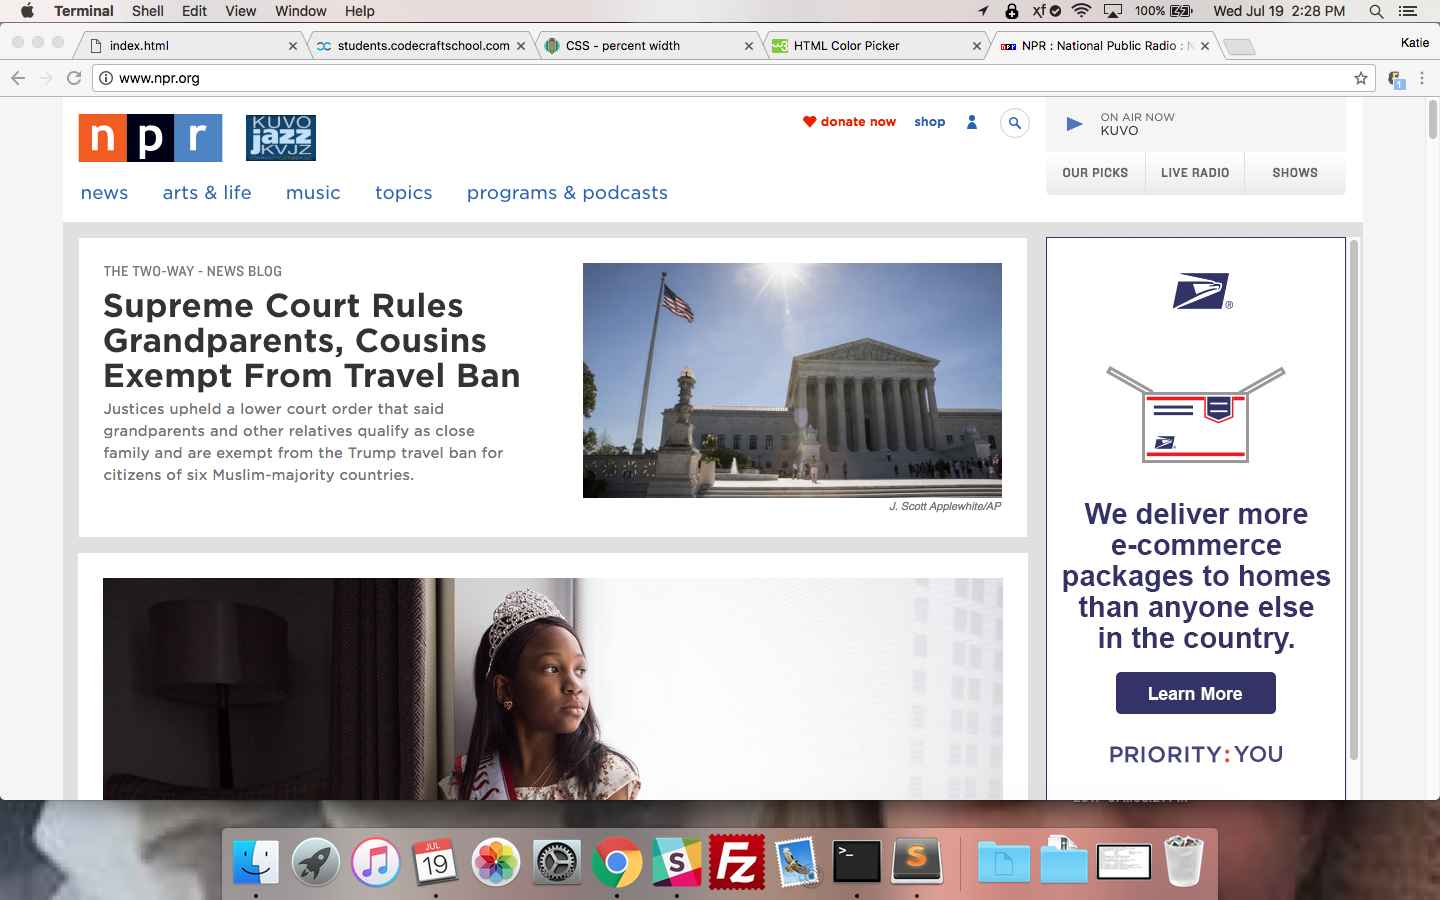 Terminal Shell Edit View Window Help
xf 100% Wed Jul 19 2:28 PM
index.html
students.codecraftschool.com
CSS - percent width
HTML Color Picker
NPR : National Public Radio : N
Katie
www.npr.org
1
n p r
KUVO
jazz
KVJZ
donate now shop
ON AIR NOW
KUVO
OUR PICKS LIVE RADIO SHOWS
news arts & life music topics programs & podcasts
THE TWO-WAY - NEWS BLOG
Supreme Court Rules
Grandparents, Cousins
Exempt From Travel Ban
Justices upheld a lower court order that said
grandparents and other relatives qualify as close
family and are exempt from the Trump travel ban for
citizens of six Muslim-majority countries.
J. Scott Applewhite/AP
®
We deliver more
e-commerce
packages to homes
than anyone else
in the country.
Learn More
PRIORITY:YOU
JUL
19
S
Fz
>_
S